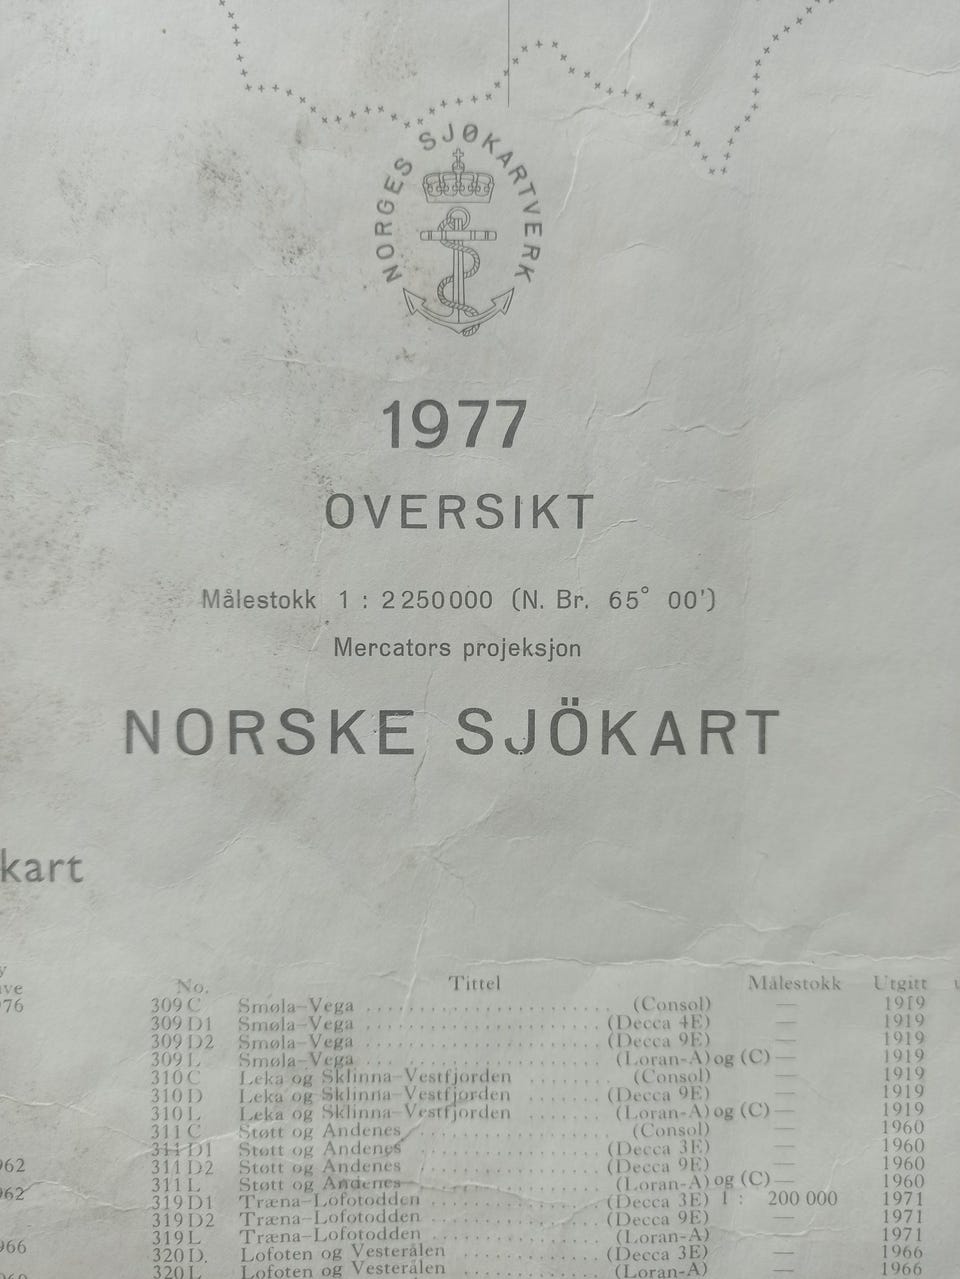 NORGES SJØKARTVERK
1977
OVERSIKT
Målestokk 1 : 2 250 000 (N. Br. 65° 00')
Mercators projeksjon
NORSKE SJÖKART
kart
No. Tittel Målestokk Utgitt
309 C Smøla–Vega (Consol) — 1919
309 D1 Smøla–Vega (Decca 4E) — 1919
309 D2 Smøla–Vega (Decca 9E) — 1919
309 L Smøla–Vega (Loran-A) og (C) — 1919
310 C Leka og Sklinna–Vestfjorden (Consol) — 1919
310 D Leka og Sklinna–Vestfjorden (Decca 9E) — 1919
310 L Leka og Sklinna–Vestfjorden (Loran-A) og (C) — 1919
311 C Støtt og Andenes (Consol) — 1960
311 D1 Støtt og Andenes (Decca 3E) — 1960
962 311 D2 Støtt og Andenes (Decca 9E) — 1960
311 L Støtt og Andenes (Loran-A) og (C) — 1960
962 319 D1 Træna–Lofotodden (Decca 3E) 1 : 200 000 1971
319 D2 Træna–Lofotodden (Decca 9E) — 1971
319 L Træna–Lofotodden (Loran-A) — 1971
966 320 D. Lofoten og Vesterålen (Decca 3E) — 1966
320 L Lofoten og Vesterålen (Loran-A) — 1966